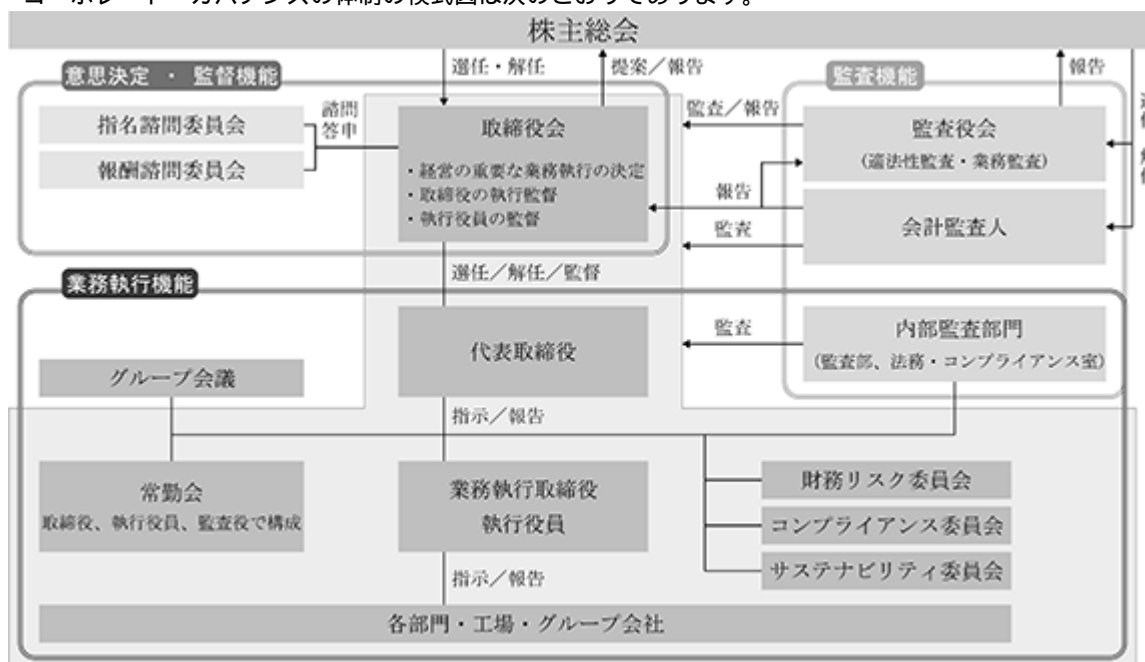 コーポレート・ガバナンスの体制の模式図は次のとおりであります。
株主総会
選任・解任
提案／報告
報告
選任・解任
意思決定 ・ 監督機能
監査機能
指名諮問委員会
報酬諮問委員会
諮問
答申
取締役会
・経営の重要な業務執行の決定
・取締役の執行監督
・執行役員の監督
監査／報告
報告
監査
監査役会
(適法性監査・業務監査)
会計監査人
選任／解任／監督
業務執行機能
代表取締役
監査
内部監査部門
(監査部、法務・コンプライアンス室)
グループ会議
指示／報告
常勤会
取締役、執行役員、監査役で構成
業務執行取締役
執行役員
財務リスク委員会
コンプライアンス委員会
サステナビリティ委員会
指示／報告
各部門・工場・グループ会社